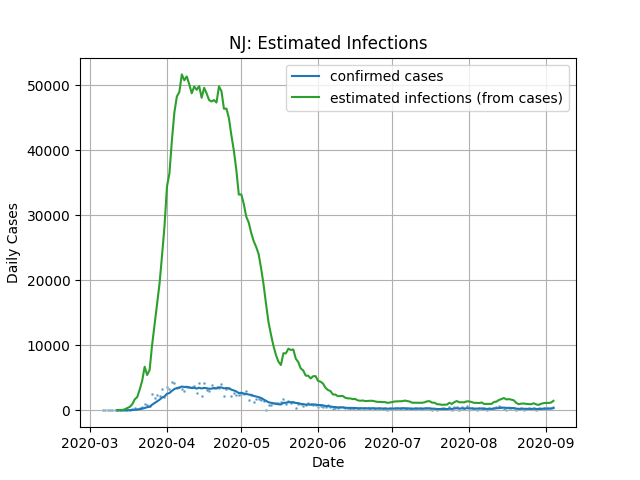 NJ: Estimated Infections
confirmed cases
estimated infections (from cases)
50000
40000
30000
20000
10000
0
Daily Cases
2020-03 2020-04 2020-05 2020-06 2020-07 2020-08 2020-09
Date